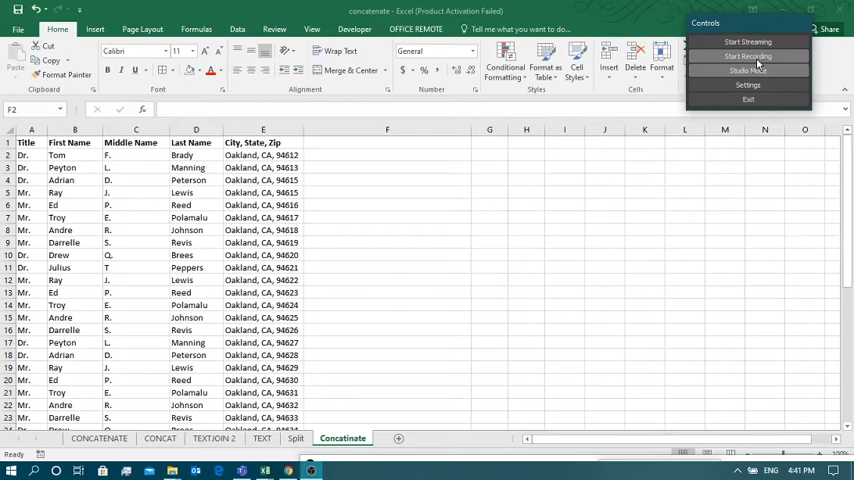 concatenate - Excel (Product Activation Failed)
Controls
File Home Insert Page Layout Formulas Data Review View Developer OFFICE REMOTE Tell me what you want to do... Share
Start Streaming
Start Recording
Studio Mode
Settings
Exit
Cut
Copy
Format Painter
Paste
Clipboard
Calibri 11
B I U
Font
Wrap Text
Merge & Center
Alignment
General
$ % ,
Number
Conditional Formatting
Format as Table
Cell Styles
Styles
Insert Delete Format
Cells
F2
fx
A B C D E F G H I J K L M N O
1 Title First Name Middle Name Last Name City, State, Zip
2 Dr. Tom F. Brady Oakland, CA, 94612
3 Dr. Peyton L. Manning Oakland, CA, 94613
4 Dr. Adrian D. Peterson Oakland, CA, 94615
5 Mr. Ray J. Lewis Oakland, CA, 94615
6 Mr. Ed P. Reed Oakland, CA, 94616
7 Mr. Troy E. Polamalu Oakland, CA, 94617
8 Mr. Andre R. Johnson Oakland, CA, 94618
9 Mr. Darrelle S. Revis Oakland, CA, 94619
10 Dr. Drew Q. Brees Oakland, CA, 94620
11 Dr. Julius T Peppers Oakland, CA, 94621
12 Mr. Ray J. Lewis Oakland, CA, 94622
13 Mr. Ed P. Reed Oakland, CA, 94623
14 Mr. Troy E. Polamalu Oakland, CA, 94624
15 Mr. Andre R. Johnson Oakland, CA, 94625
16 Mr. Darrelle S. Revis Oakland, CA, 94626
17 Mr. Peyton L. Manning Oakland, CA, 94627
18 Dr. Adrian D. Peterson Oakland, CA, 94628
19 Mr. Ray J. Lewis Oakland, CA, 94629
20 Mr. Ed P. Reed Oakland, CA, 94630
21 Mr. Troy E. Polamalu Oakland, CA, 94631
22 Mr. Andre R. Johnson Oakland, CA, 94632
23 Mr. Darrelle S. Revis Oakland, CA, 94633
CONCATENATE CONCAT TEXTJOIN 2 TEXT Split Concatinate
Ready
100%
ENG 4:41 PM